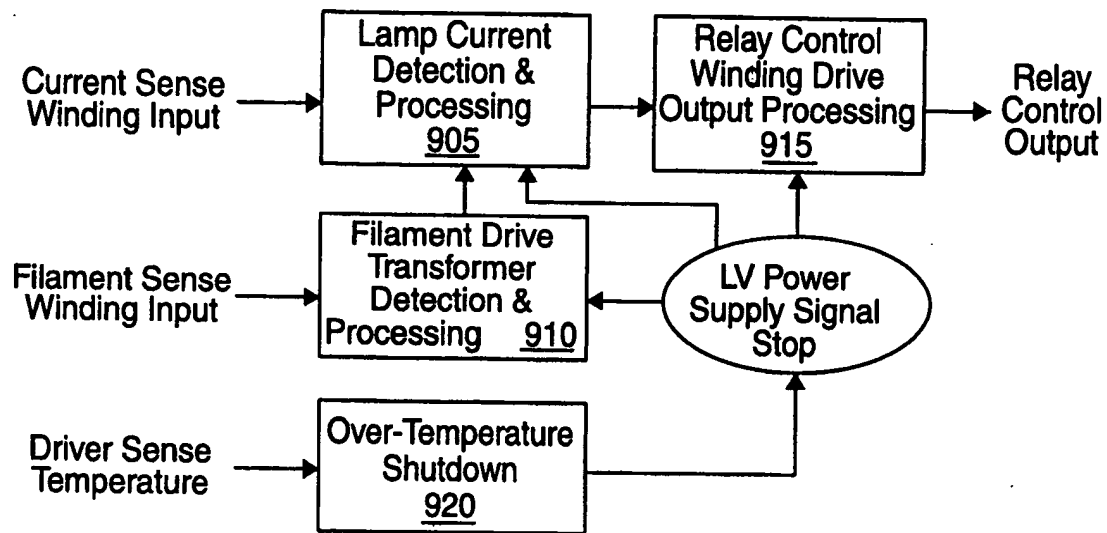 Current Sense
Winding Input
Lamp Current
Detection &
Processing
905
Relay Control
Winding Drive
Output Processing
915
Relay
Control
Output
Filament Sense
Winding Input
Filament Drive
Transformer
Detection &
Processing 910
LV Power
Supply Signal
Stop
Driver Sense
Temperature
Over-Temperature
Shutdown
920